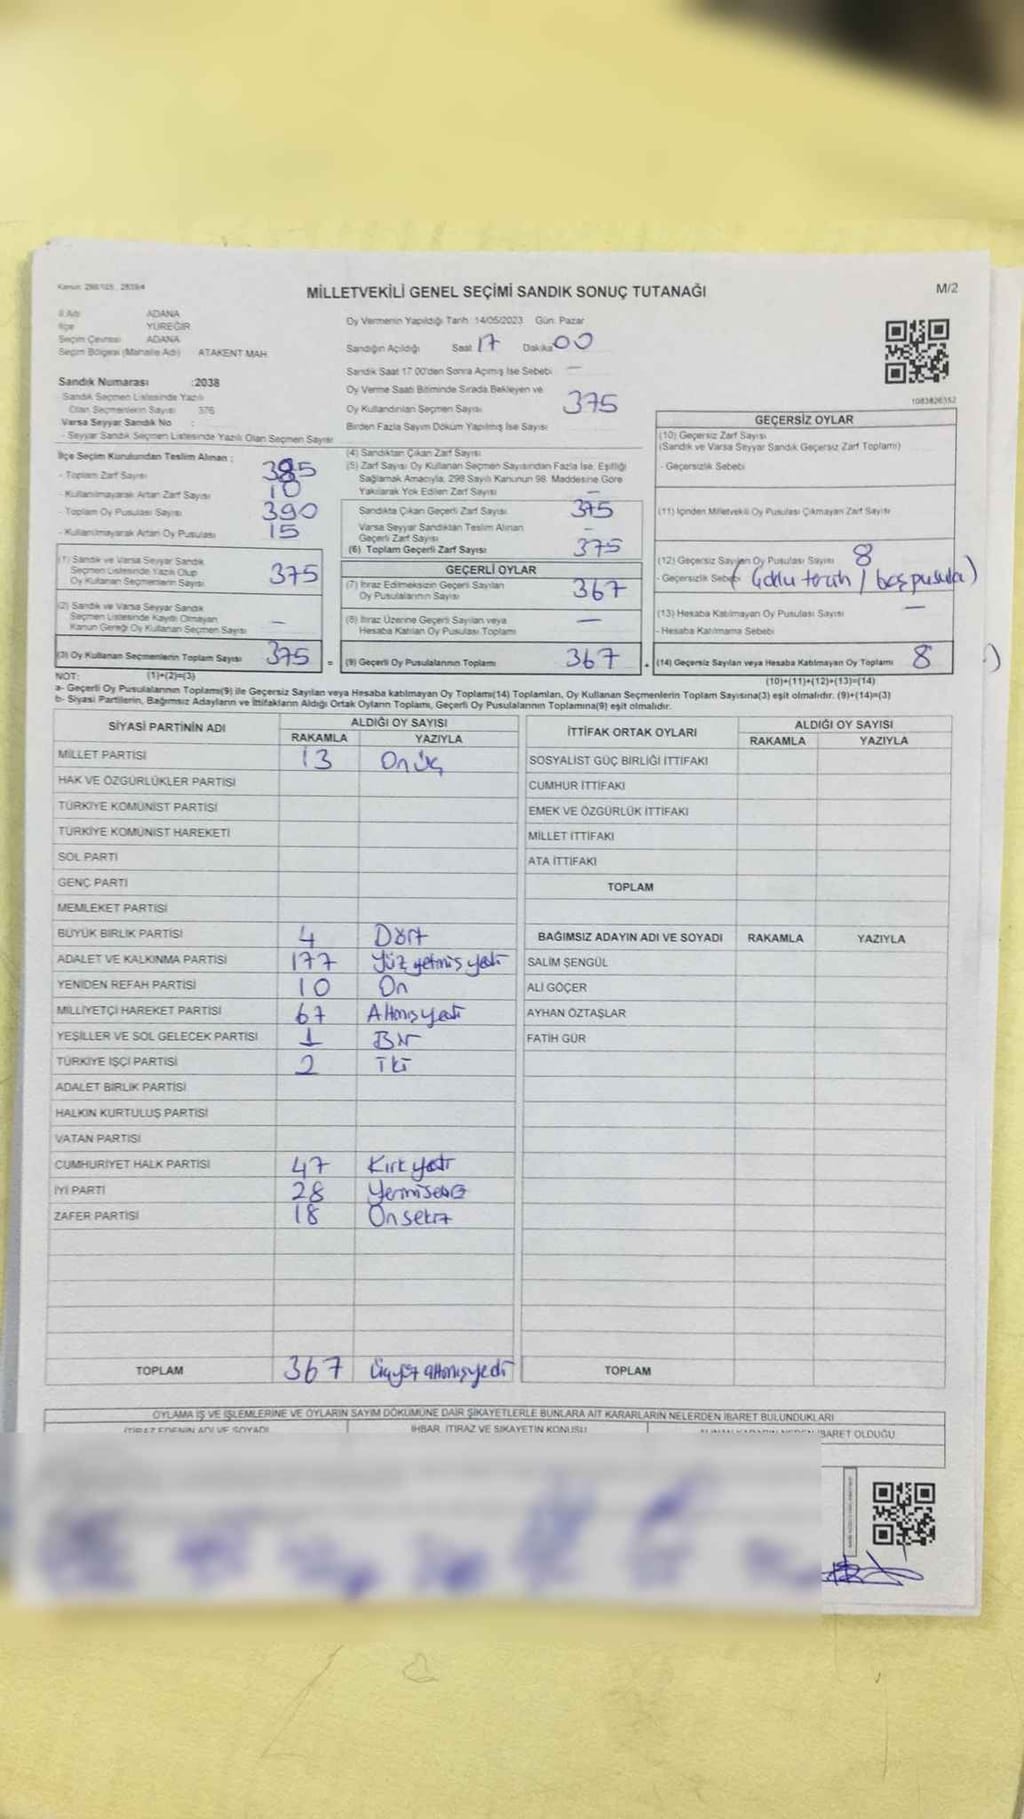 MİLLETVEKİLİ GENEL SEÇİMİ SANDIK SONUÇ TUTANAĞI
M/2
İl Adı ADANA
İlçe YÜREĞİR
Seçim Çevresi ADANA
Seçim Bölgesi (Mahalle Adı) ATAKENT MAH.
Oy Vermenin Yapıldığı Tarih: 14/05/2023 Gün: Pazar
Sandığın Açıldığı Saat 17 Dakika 00
Sandık Saat 17.00'den Sonra Açılmış İse Sebebi —
Oy Verme Saati Bitiminde Sırada Bekleyen ve
Oy Kullandırılan Seçmen Sayısı 375
Birden Fazla Sayım Döküm Yapılmış İse Sayısı
1083826352
Sandık Numarası :2038
Sandık Seçmen Listesinde Yazılı
Olan Seçmenlerin Sayısı 376
Varsa Seyyar Sandık No :
- Seyyar Sandık Seçmen Listesinde Yazılı Olan Seçmen Sayısı
İlçe Seçim Kurulundan Teslim Alınan ;
- Toplam Zarf Sayısı 385
- Kullanılmayarak Artan Zarf Sayısı 10
- Toplam Oy Pusulası Sayısı 390
- Kullanılmayarak Artan Oy Pusulası 15
(1) Sandık ve Varsa Seyyar Sandık
Seçmen Listesinde Yazılı Olup
Oy Kullanan Seçmenlerin Sayısı 375
(2) Sandık ve Varsa Seyyar Sandık
Seçmen Listesinde Kayıtlı Olmayan
Kanun Gereği Oy Kullanan Seçmen Sayısı —
(3) Oy Kullanan Seçmenlerin Toplam Sayısı 375 =
(4) Sandıktan Çıkan Zarf Sayısı
(5) Zarf Sayısı Oy Kullanan Seçmen Sayısından Fazla İse, Eşitliği
Sağlamak Amacıyla, 298 Sayılı Kanunun 98. Maddesine Göre
Yakılarak Yok Edilen Zarf Sayısı —
Sandıkta Çıkan Geçerli Zarf Sayısı 375
Varsa Seyyar Sandıktan Teslim Alınan
Geçerli Zarf Sayısı –
(6) Toplam Geçerli Zarf Sayısı 375
GEÇERLİ OYLAR
(7) İtiraz Edilmeksizin Geçerli Sayılan
Oy Pusulalarının Sayısı 367
(8) İtiraz Üzerine Geçerli Sayılan veya
Hesaba Katılan Oy Pusulası Toplamı —
(9) Geçerli Oy Pusulalarının Toplamı 367 +
GEÇERSİZ OYLAR
(10) Geçersiz Zarf Sayısı
(Sandık ve Varsa Seyyar Sandık Geçersiz Zarf Toplamı)
- Geçersizlik Sebebi
(11) İçinden Milletvekili Oy Pusulası Çıkmayan Zarf Sayısı
(12) Geçersiz Sayılan Oy Pusulası Sayısı 8
- Geçersizlik Sebebi (Çoklu tercih / boş pusula)
(13) Hesaba Katılmayan Oy Pusulası Sayısı —
- Hesaba Katılmama Sebebi
(14) Geçersiz Sayılan veya Hesaba Katılmayan Oy Toplamı 8
NOT: (1)+(2)=(3)
(10)+(11)+(12)+(13)=(14)
a- Geçerli Oy Pusulalarının Toplamı(9) ile Geçersiz Sayılan veya Hesaba katılmayan Oy Toplamı(14) Toplamları, Oy Kullanan Seçmenlerin Toplam Sayısına(3) eşit olmalıdır. (9)+(14)=(3)
b- Siyasi Partilerin, Bağımsız Adayların ve İttifakların Aldığı Ortak Oyların Toplamı, Geçerli Oy Pusulalarının Toplamına(9) eşit olmalıdır.
SİYASİ PARTİNİN ADI ALDIĞI OY SAYISI
RAKAMLA YAZIYLA
MİLLET PARTİSİ 13 On üç
HAK VE ÖZGÜRLÜKLER PARTİSİ
TÜRKİYE KOMÜNİST PARTİSİ
TÜRKİYE KOMÜNİST HAREKETİ
SOL PARTİ
GENÇ PARTİ
MEMLEKET PARTİSİ
BÜYÜK BİRLİK PARTİSİ 4 Dört
ADALET VE KALKINMA PARTİSİ 177 Yüz yetmiş yedi
YENİDEN REFAH PARTİSİ 10 On
MİLLİYETÇİ HAREKET PARTİSİ 67 Altmış yedi
YEŞİLLER VE SOL GELECEK PARTİSİ 1 Bir
TÜRKİYE İŞÇİ PARTİSİ 2 İki
ADALET BİRLİK PARTİSİ
HALKIN KURTULUŞ PARTİSİ
VATAN PARTİSİ
CUMHURİYET HALK PARTİSİ 47 Kırk yedi
İYİ PARTİ 28 Yermisekiz
ZAFER PARTİSİ 18 On sekiz
TOPLAM 367 Üçyüz altmışyedi
İTTİFAK ORTAK OYLARI ALDIĞI OY SAYISI
RAKAMLA YAZIYLA
SOSYALİST GÜÇ BİRLİĞİ İTTİFAKI
CUMHUR İTTİFAKI
EMEK VE ÖZGÜRLÜK İTTİFAKI
MİLLET İTTİFAKI
ATA İTTİFAKI
TOPLAM
BAĞIMSIZ ADAYIN ADI VE SOYADI RAKAMLA YAZIYLA
SALİM ŞENGÜL
ALİ GÖÇER
AYHAN ÖZTAŞLAR
FATİH GÜR
TOPLAM
OYLAMA İŞ VE İŞLEMLERİNE VE OYLARIN SAYIM DÖKÜMÜNE DAİR ŞİKAYETLERLE BUNLARA AİT KARARLARIN NELERDEN İBARET BULUNDUKLARI
İTİRAZ EDENİN ADI VE SOYADI İHBAR, İTİRAZ VE ŞİKAYETİN KONUSU İBARET OLDUĞU